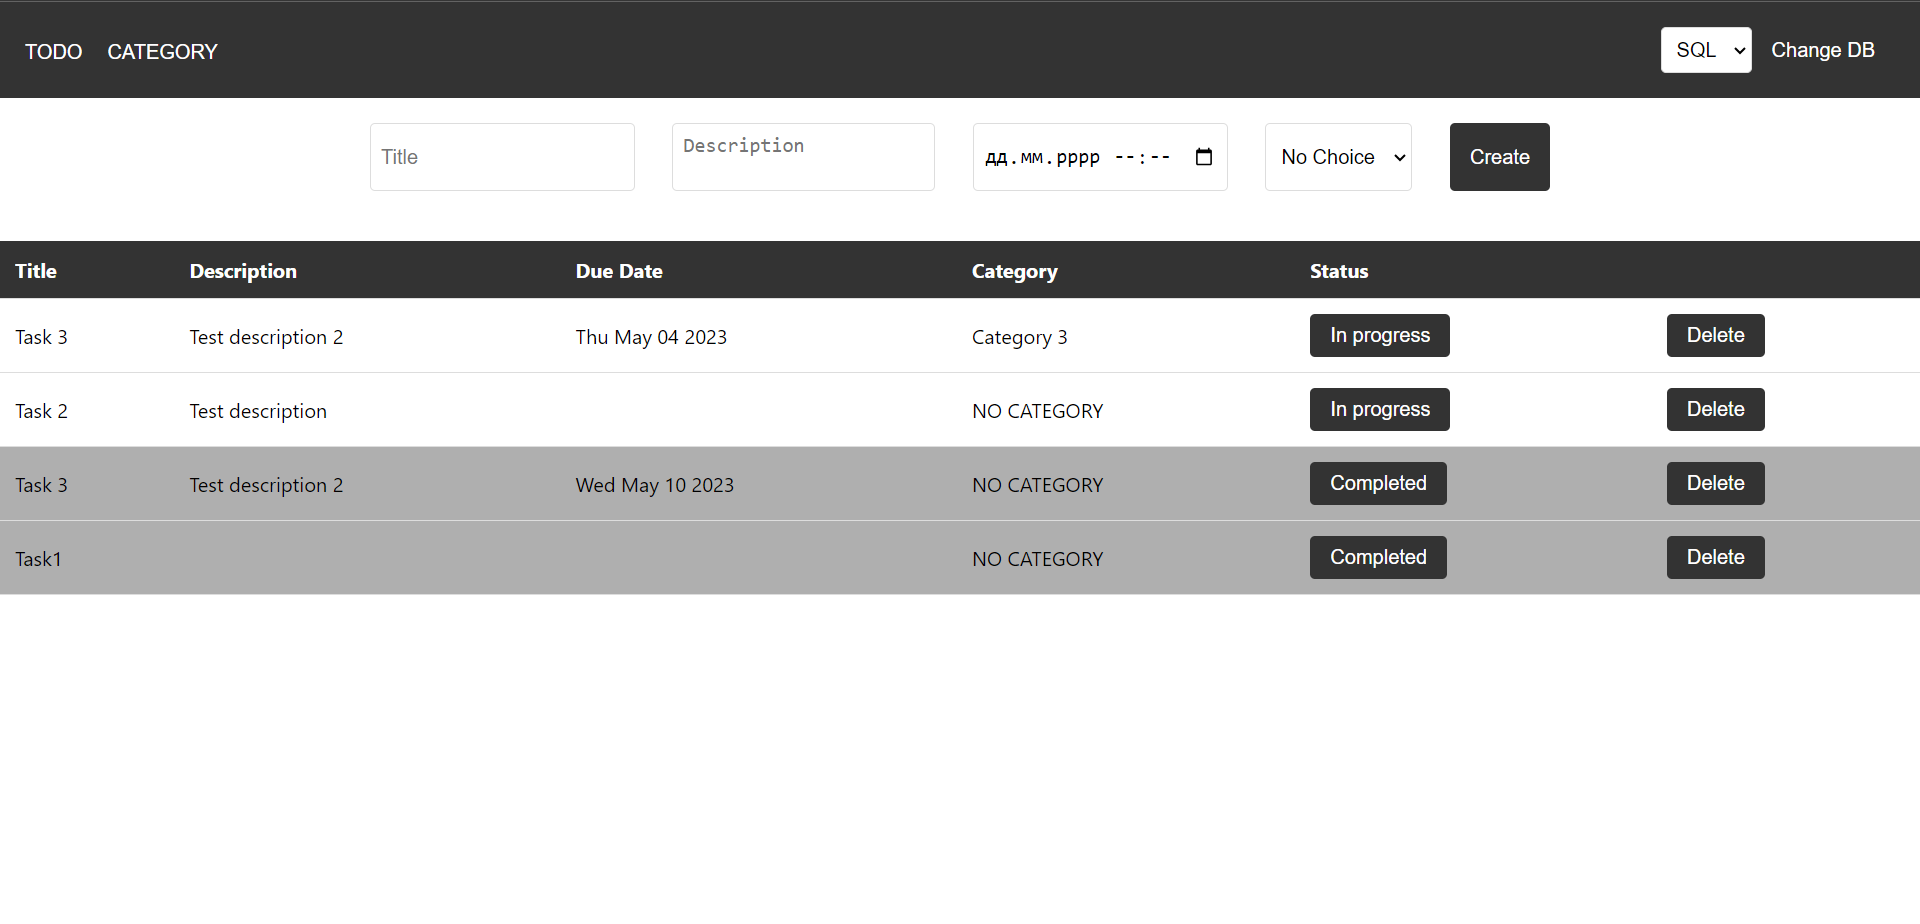 TODO CATEGORY SQL Change DB
Title Description дд.мм.рррр --:-- No Choice Create
Title Description Due Date Category Status
Task 3 Test description 2 Thu May 04 2023 Category 3 In progress Delete
Task 2 Test description NO CATEGORY In progress Delete
Task 3 Test description 2 Wed May 10 2023 NO CATEGORY Completed Delete
Task1 NO CATEGORY Completed Delete